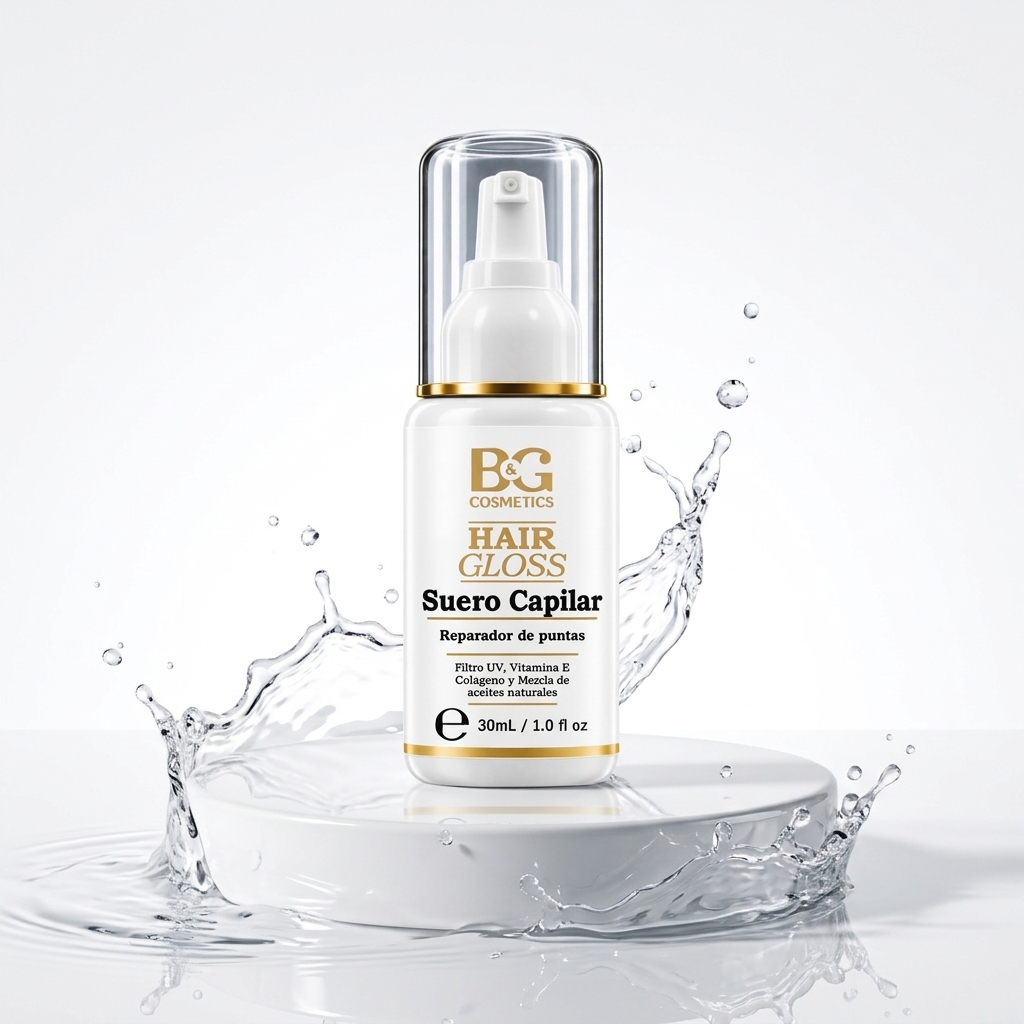 B&G
COSMETICS
HAIR
GLOSS
Suero Capilar
Reparador de puntas
Filtro UV, Vitamina E
Colageno y Mezcla de
aceites naturales
e 30mL / 1.0 fl oz